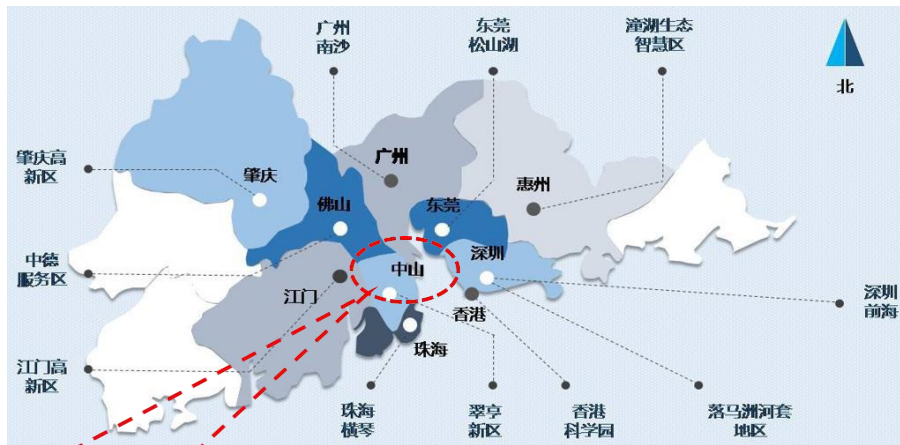 广州
南沙
东莞
松山湖
潼湖生态
智慧区
北
肇庆高
新区
肇庆
广州
惠州
佛山
东莞
中德
服务区
中山
深圳
江门
香港
深圳
前海
珠海
江门高
新区
珠海
横琴
翠亨
新区
香港
科学园
落马洲河套
地区